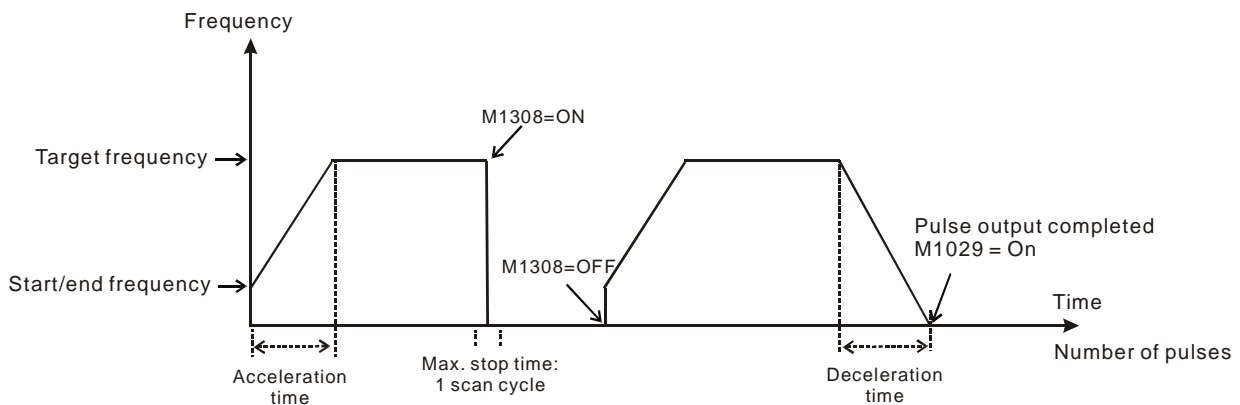 Frequency
M1308=ON
Target frequency
Pulse output completed
M1029 = On
M1308=OFF
Start/end frequency
Time
Number of pulses
Max. stop time:
1 scan cycle
Acceleration
time
Deceleration
time